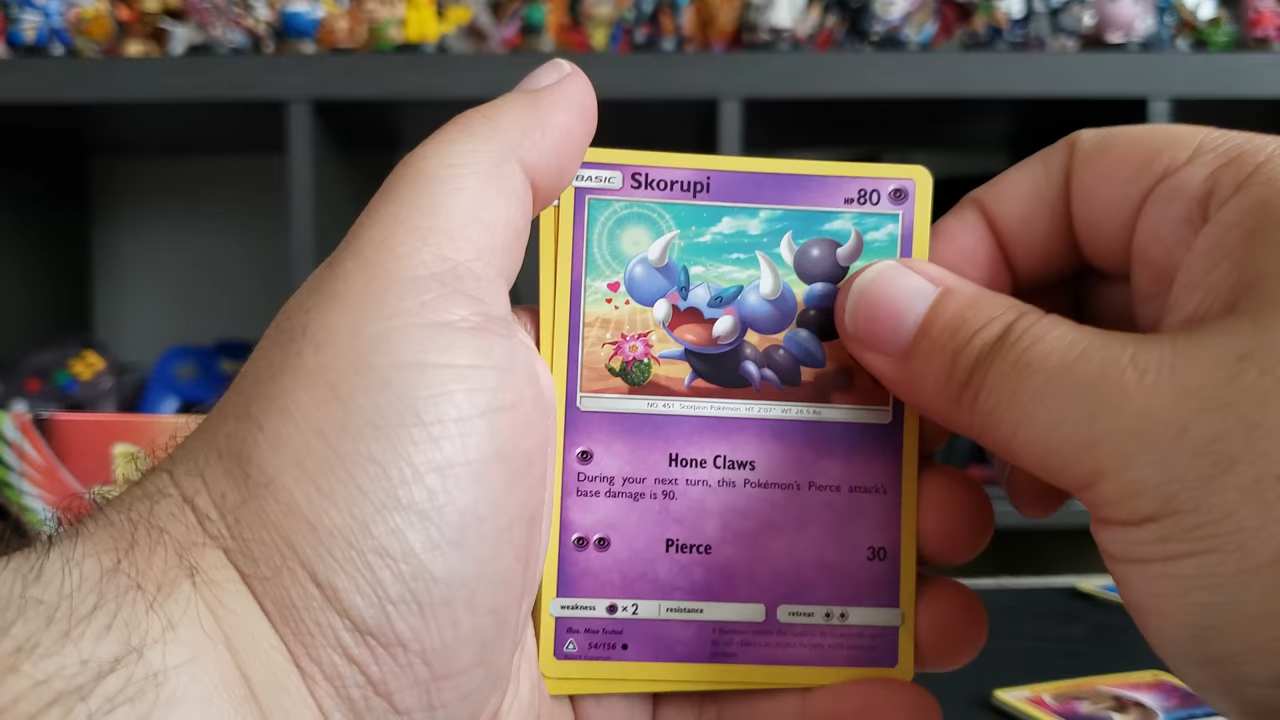 BASIC Skorupi HP 80
NO. 451 Scorpion Pokémon HT: 2'07" WT: 26.5 lbs
Hone Claws
During your next turn, this Pokémon's Pierce attack's
base damage is 90.
Pierce 30
weakness ×2 resistance retreat
Illus. Miue Tsutsui
54/156